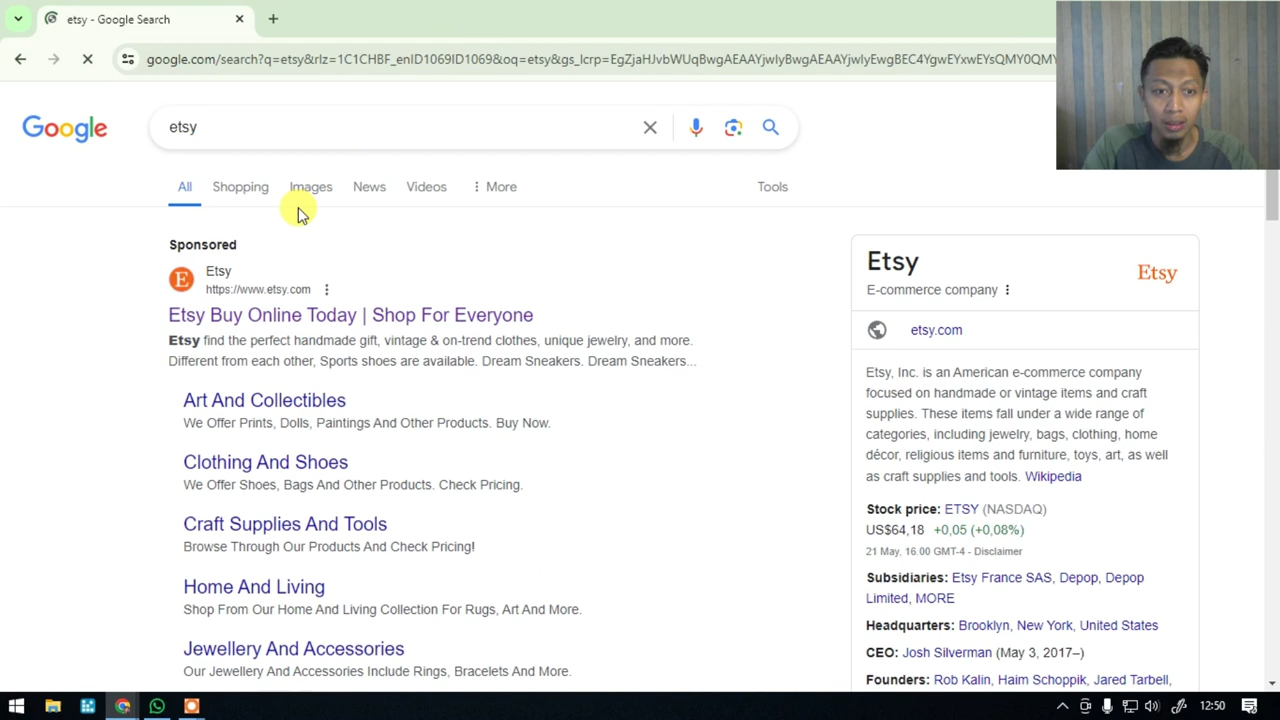 etsy - Google Search
google.com/search?q=etsy&rlz=1C1CHBF_enID1069ID1069&oq=etsy&gs_lcrp=EgZjaHJvbWUqBwgAEAAYjwIyBwgAEAAYjwIyEwgBEC4YgwEYxwEYsQMY0QM
Google
etsy
All
Shopping
Images
News
Videos
More
Tools
Sponsored
E
Etsy
https://www.etsy.com
Etsy Buy Online Today | Shop For Everyone
Etsy find the perfect handmade gift, vintage & on-trend clothes, unique jewelry, and more.
Different from each other, Sports shoes are available. Dream Sneakers. Dream Sneakers...
Art And Collectibles
We Offer Prints, Dolls, Paintings And Other Products. Buy Now.
Clothing And Shoes
We Offer Shoes, Bags And Other Products. Check Pricing.
Craft Supplies And Tools
Browse Through Our Products And Check Pricing!
Home And Living
Shop From Our Home And Living Collection For Rugs, Art And More.
Jewellery And Accessories
Our Jewellery And Accessories Include Rings, Bracelets And More.
Etsy
E-commerce company
Etsy
etsy.com
Etsy, Inc. is an American e-commerce company
focused on handmade or vintage items and craft
supplies. These items fall under a wide range of
categories, including jewelry, bags, clothing, home
décor, religious items and furniture, toys, art, as well
as craft supplies and tools. Wikipedia
Stock price: ETSY (NASDAQ)
US$64,18 +0,05 (+0,08%)
21 May, 16.00 GMT-4 - Disclaimer
Subsidiaries: Etsy France SAS, Depop, Depop
Limited, MORE
Headquarters: Brooklyn, New York, United States
CEO: Josh Silverman (May 3, 2017–)
Founders: Rob Kalin, Haim Schoppik, Jared Tarbell,
12:50